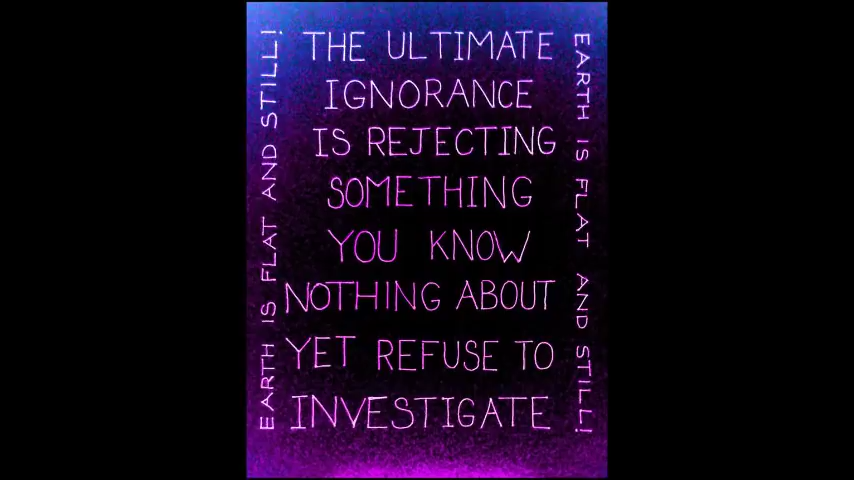 EARTH IS FLAT AND STILL!
THE ULTIMATE
IGNORANCE
IS REJECTING
SOMETHING
YOU KNOW
NOTHING ABOUT
YET REFUSE TO
INVESTIGATE
EARTH IS FLAT AND STILL!